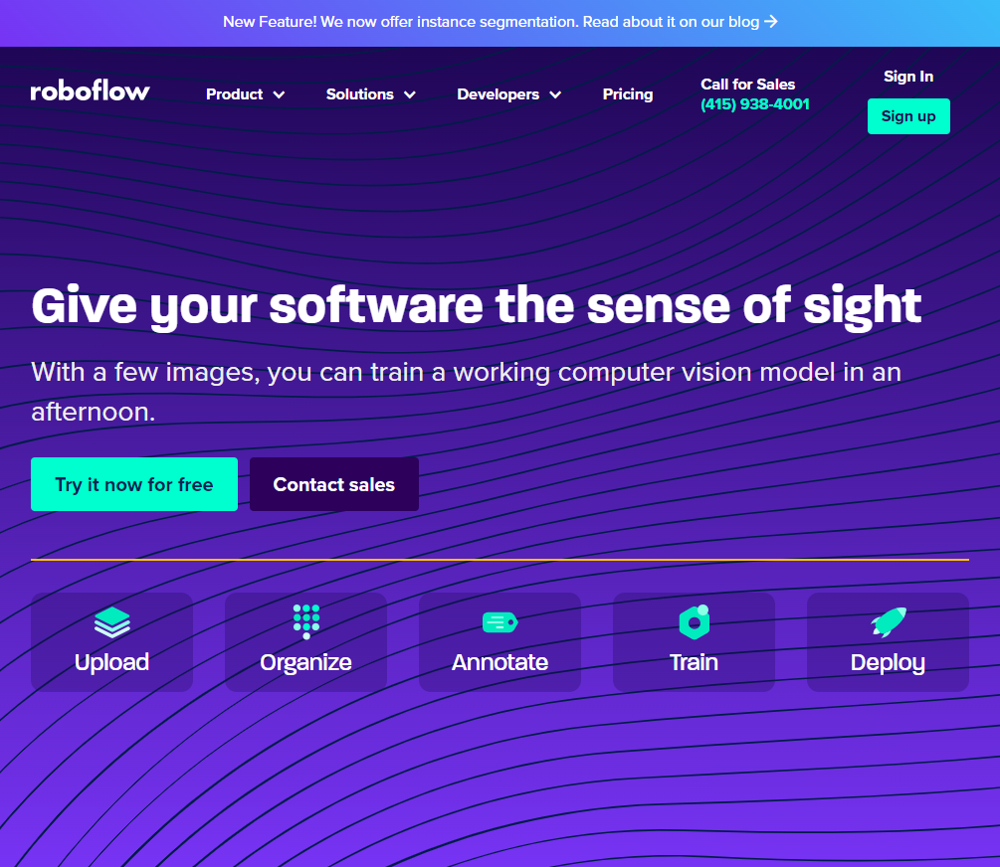 New Feature! We now offer instance segmentation. Read about it on our blog →
roboflow
Product
Solutions
Developers
Pricing
Call for Sales
(415) 938-4001
Sign In
Sign up
Give your software the sense of sight
With a few images, you can train a working computer vision model in an
afternoon.
Try it now for free
Contact sales
Upload
Organize
Annotate
Train
Deploy